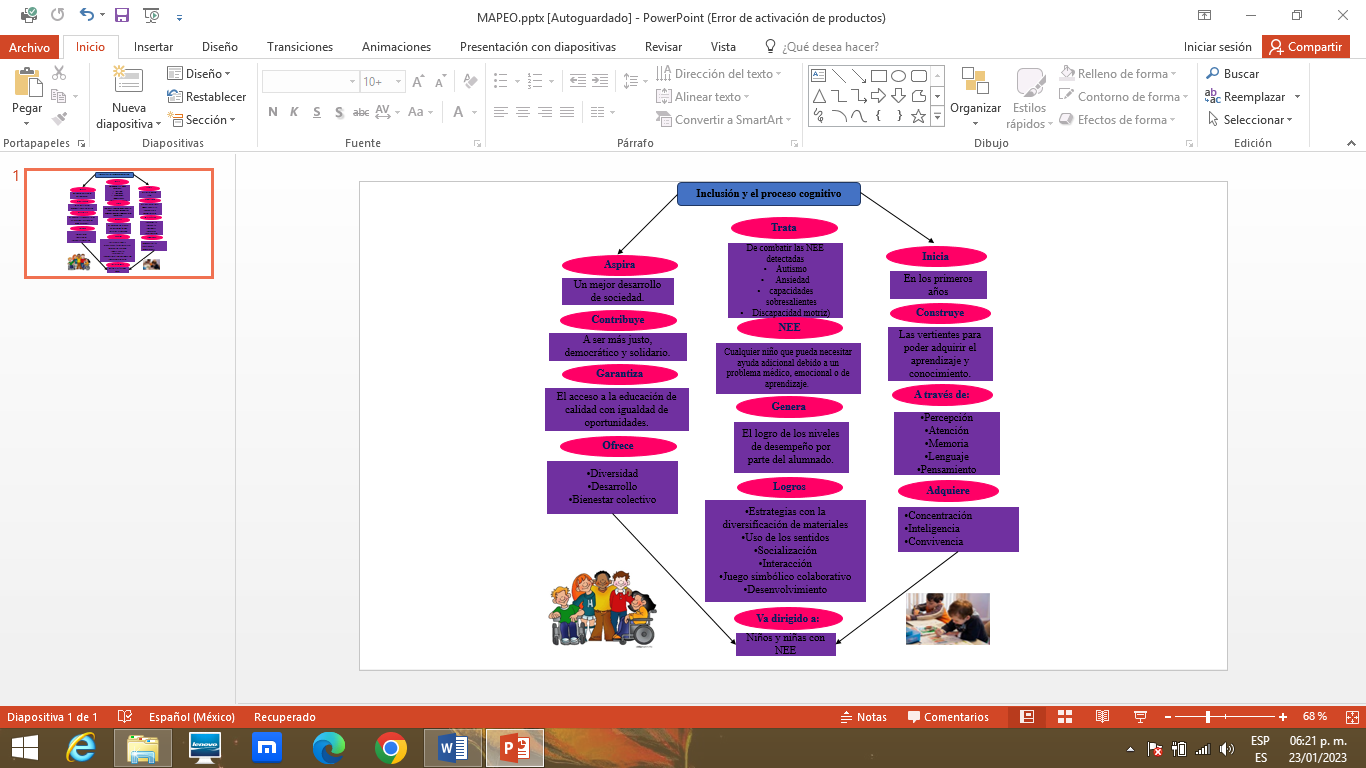 MAPEO.pptx [Autoguardado] - PowerPoint (Error de activación de productos)
Archivo Inicio Insertar Diseño Transiciones Animaciones Presentación con diapositivas Revisar Vista ¿Qué desea hacer? Iniciar sesión Compartir
Pegar
Nueva
diapositiva
Diseño
Restablecer
Sección
10+
N K S S abc AV Aa A
Dirección del texto
Alinear texto
Convertir a SmartArt
Organizar
Estilos
rápidos
Relleno de forma
Contorno de forma
Efectos de forma
Buscar
Reemplazar
Seleccionar
Portapapeles Diapositivas Fuente Párrafo Dibujo Edición
1
Inclusión y el proceso cognitivo
Aspira
Un mejor desarrollo
de sociedad.
Contribuye
A ser más justo,
democrático y solidario.
Garantiza
El acceso a la educación de
calidad con igualdad de
oportunidades.
Ofrece
•Diversidad
•Desarrollo
•Bienestar colectivo
Trata
De combatir las NEE
detectadas
• Autismo
• Ansiedad
• capacidades
sobresalientes
• Discapacidad motriz)
NEE
Cualquier niño que pueda necesitar
ayuda adicional debido a un
problema médico, emocional o de
aprendizaje.
Genera
El logro de los niveles
de desempeño por
parte del alumnado.
Logros
•Estrategias con la
diversificación de materiales
•Uso de los sentidos
•Socialización
•Interacción
•Juego simbólico colaborativo
•Desenvolvimiento
Va dirigido a:
Niños y niñas con
NEE
Inicia
En los primeros
años
Construye
Las vertientes para
poder adquirir el
aprendizaje y
conocimiento.
A través de:
•Percepción
•Atención
•Memoria
•Lenguaje
•Pensamiento
Adquiere
•Concentración
•Inteligencia
•Convivencia
Diapositiva 1 de 1 Español (México) Recuperado Notas Comentarios 68 %
lenovo
ESP
ES
06:21 p. m.
23/01/2023